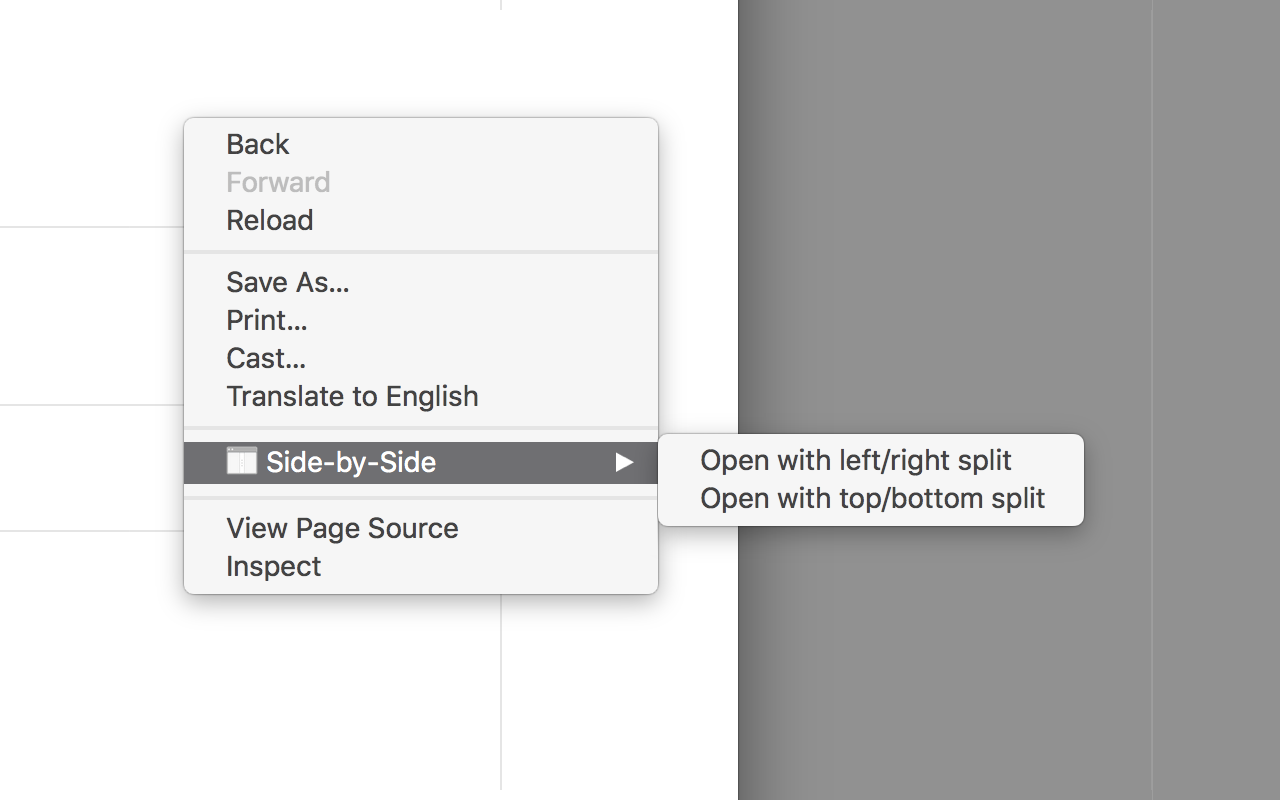 Back
Forward
Reload
Save As...
Print...
Cast...
Translate to English
Side-by-Side
Open with left/right split
Open with top/bottom split
View Page Source
Inspect